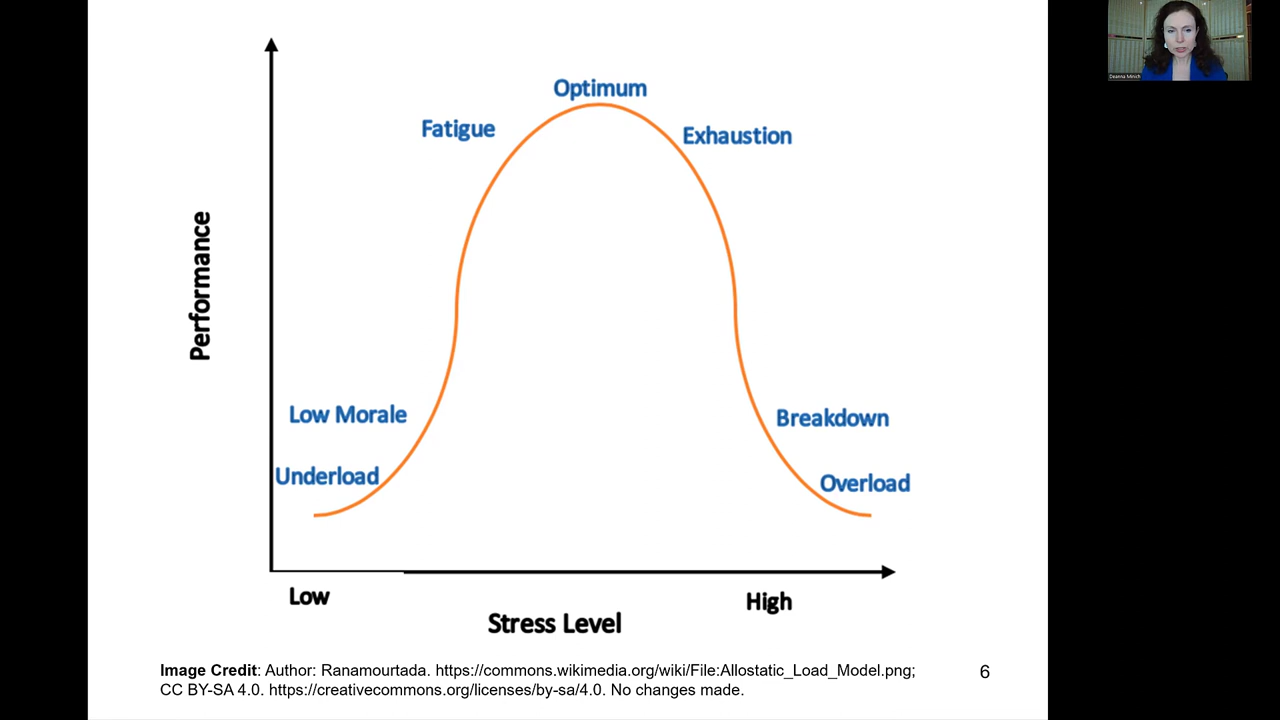 Optimum
Fatigue
Exhaustion
Performance
Low Morale
Breakdown
Underload
Overload
Low
High
Stress Level
Image Credit: Author: Ranamourtada. https://commons.wikimedia.org/wiki/File:Allostatic_Load_Model.png;
CC BY-SA 4.0. https://creativecommons.org/licenses/by-sa/4.0. No changes made.
6
Deanna Minich